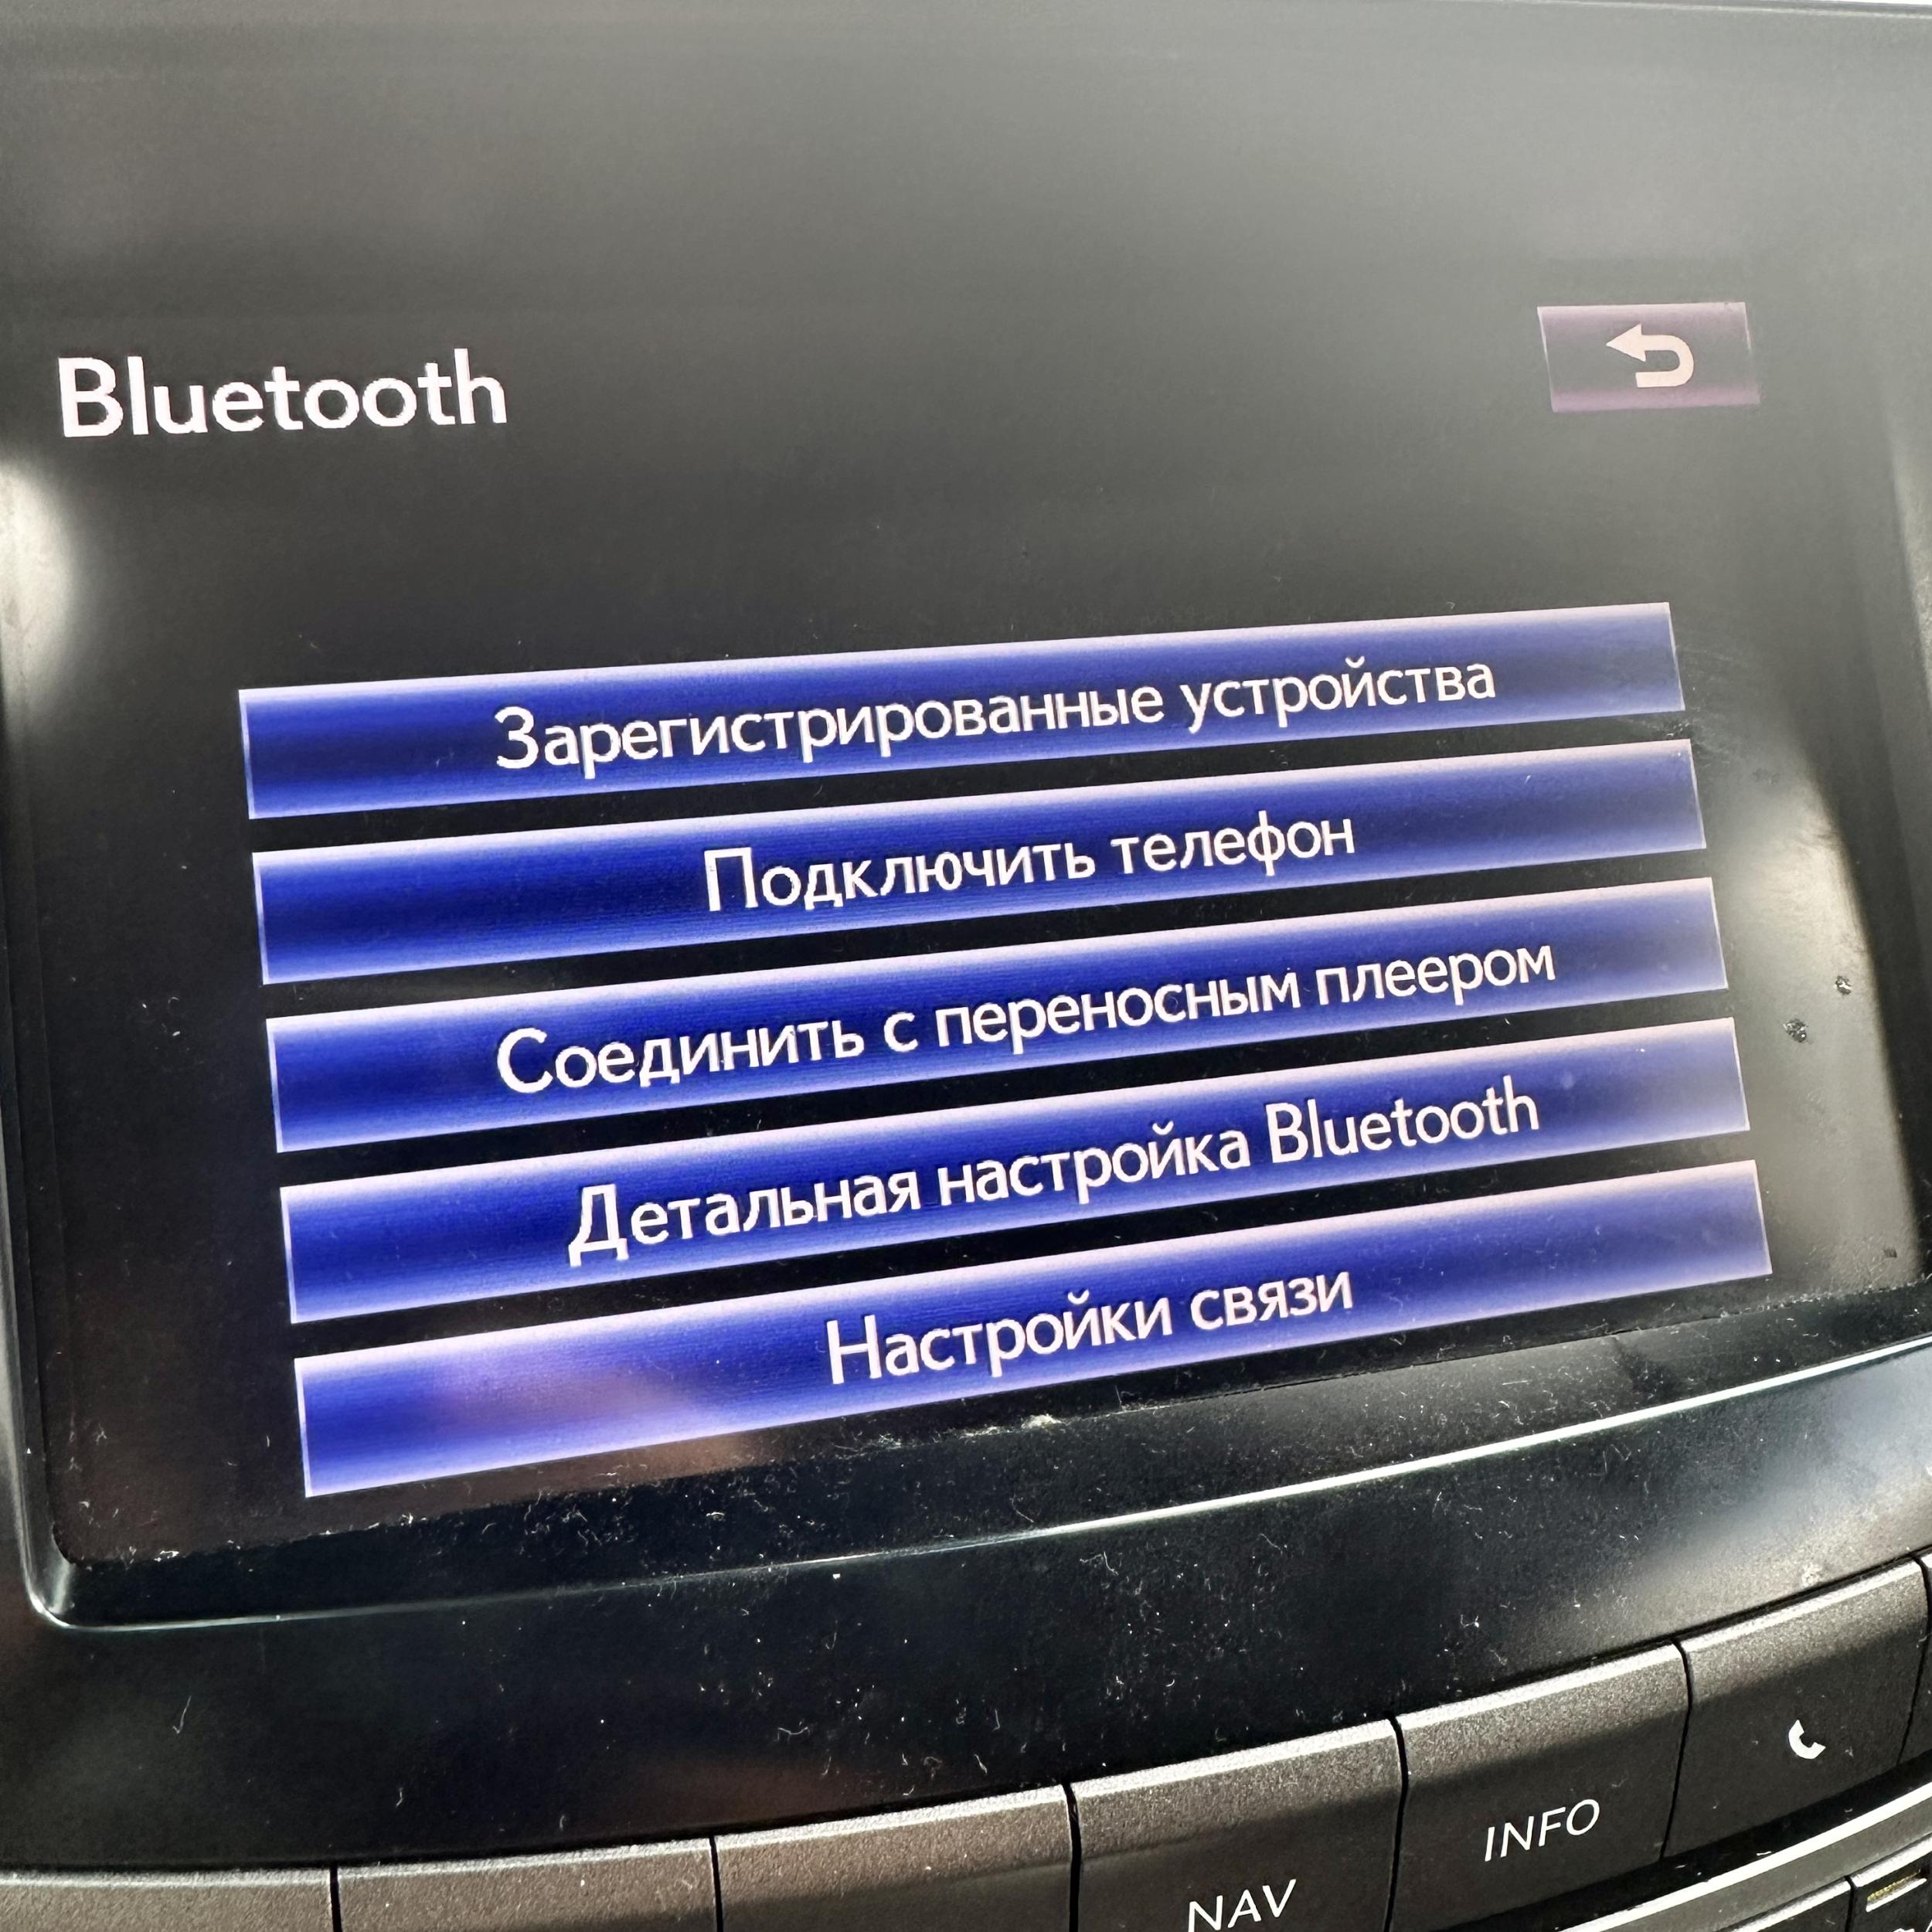 Bluetooth
Зарегистрированные устройства
Подключить телефон
Соединить с переносным плеером
Детальная настройка Bluetooth
Настройки связи
INFO
NAV